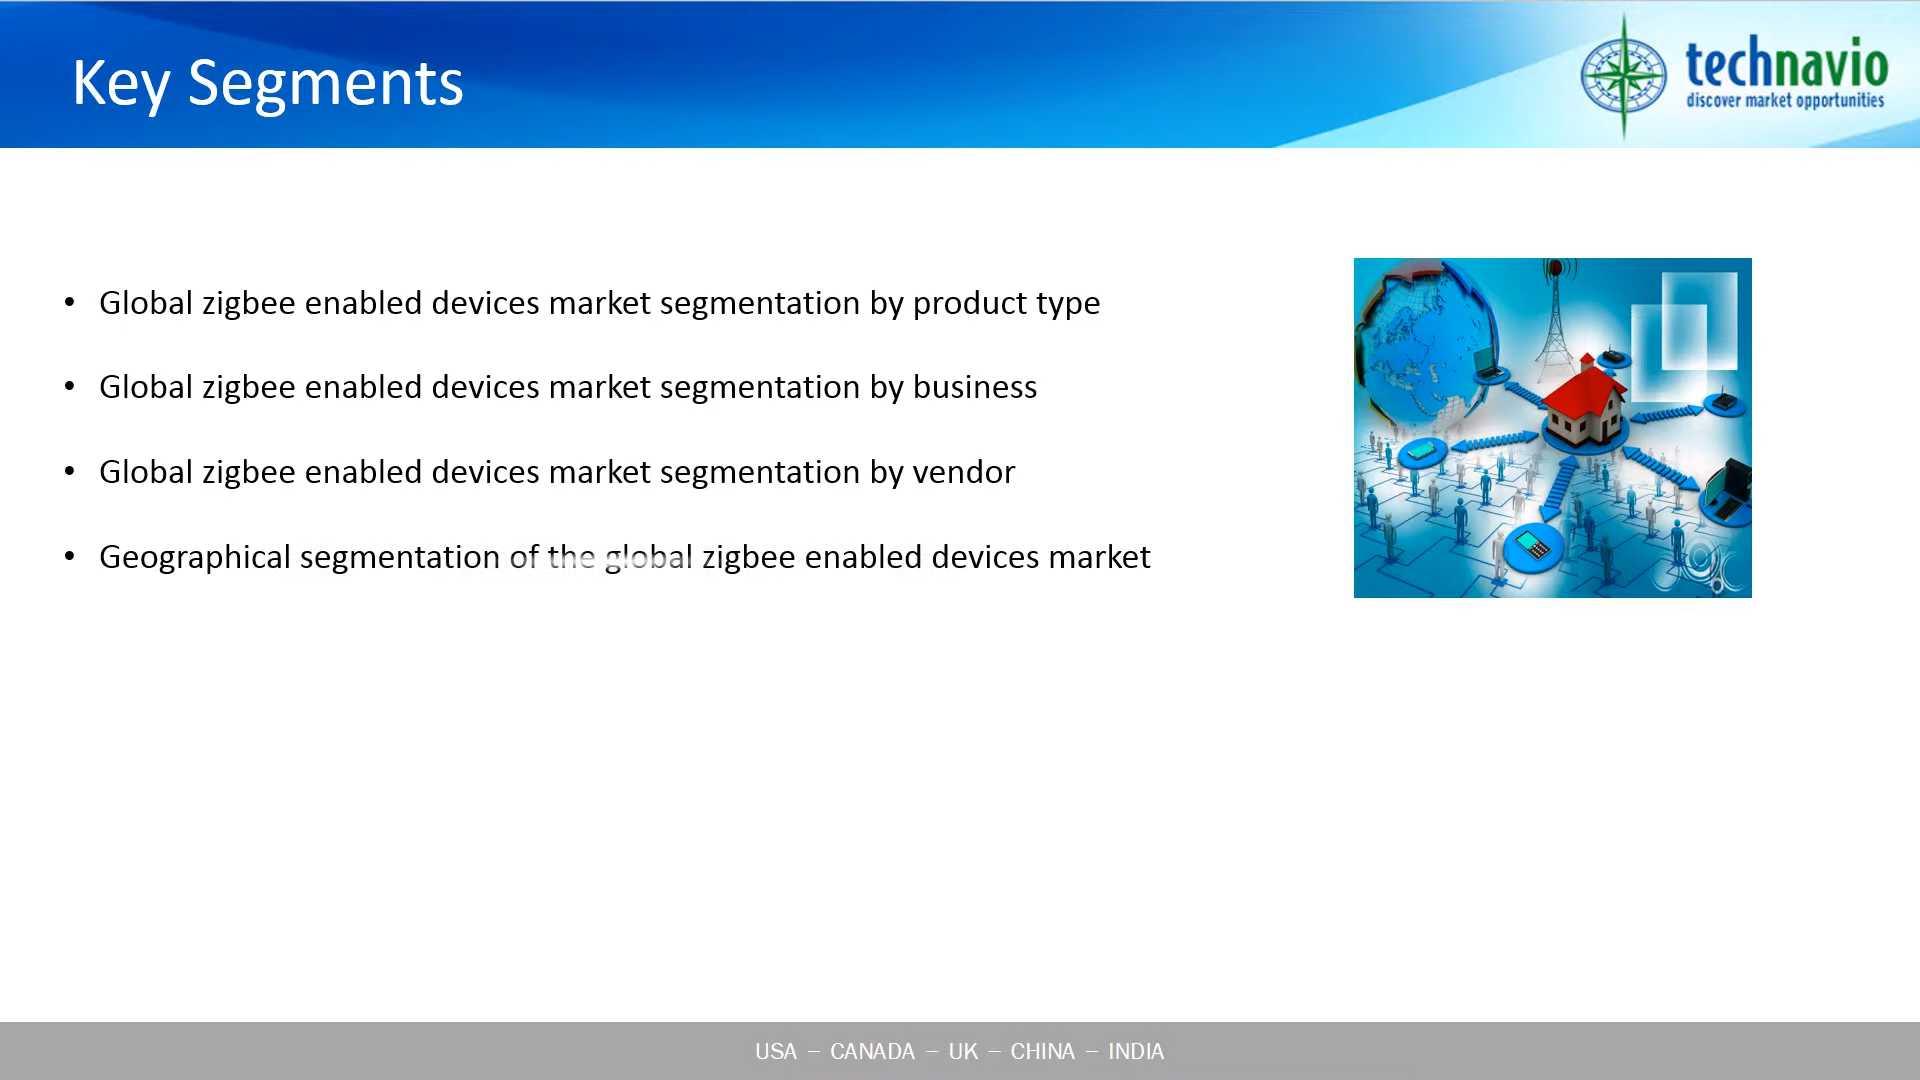 Key Segments
technavio
discover market opportunities
• Global zigbee enabled devices market segmentation by product type
• Global zigbee enabled devices market segmentation by business
• Global zigbee enabled devices market segmentation by vendor
• Geographical segmentation of the global zigbee enabled devices market
USA – CANADA – UK – CHINA – INDIA